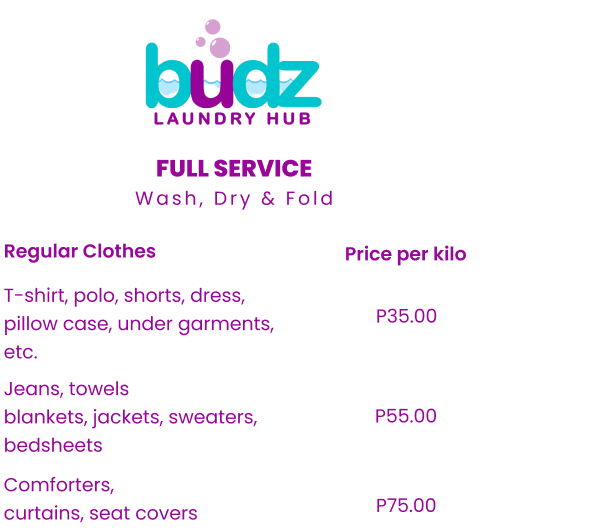 budz
LAUNDRY HUB
FULL SERVICE
Wash, Dry & Fold
Regular Clothes
Price per kilo
T-shirt, polo, shorts, dress,
pillow case, under garments,
etc.
P35.00
Jeans, towels
blankets, jackets, sweaters,
bedsheets
P55.00
Comforters,
curtains, seat covers
P75.00